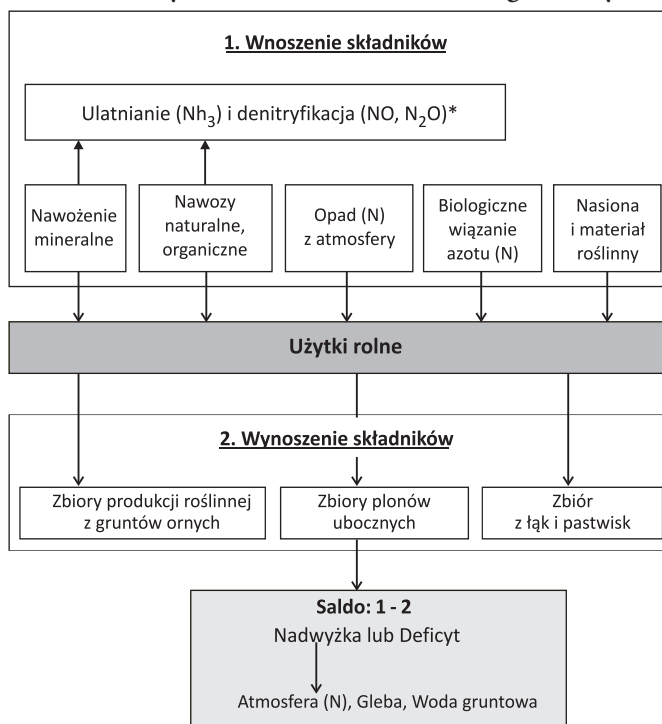 1. Wnoszenie składników
Ulatnianie (Nh₃) i denitryfikacja (NO, N₂O)*
Nawożenie
mineralne
Nawozy
naturalne,
organiczne
Opad (N)
z atmosfery
Biologiczne
wiązanie
azotu (N)
Nasiona
i materiał
roślinny
Użytki rolne
2. Wynoszenie składników
Zbiory produkcji roślinnej
z gruntów ornych
Zbiory plonów
ubocznych
Zbiór
z łąk i pastwisk
Saldo: 1 - 2
Nadwyżka lub Deficyt
Atmosfera (N), Gleba, Woda gruntowa